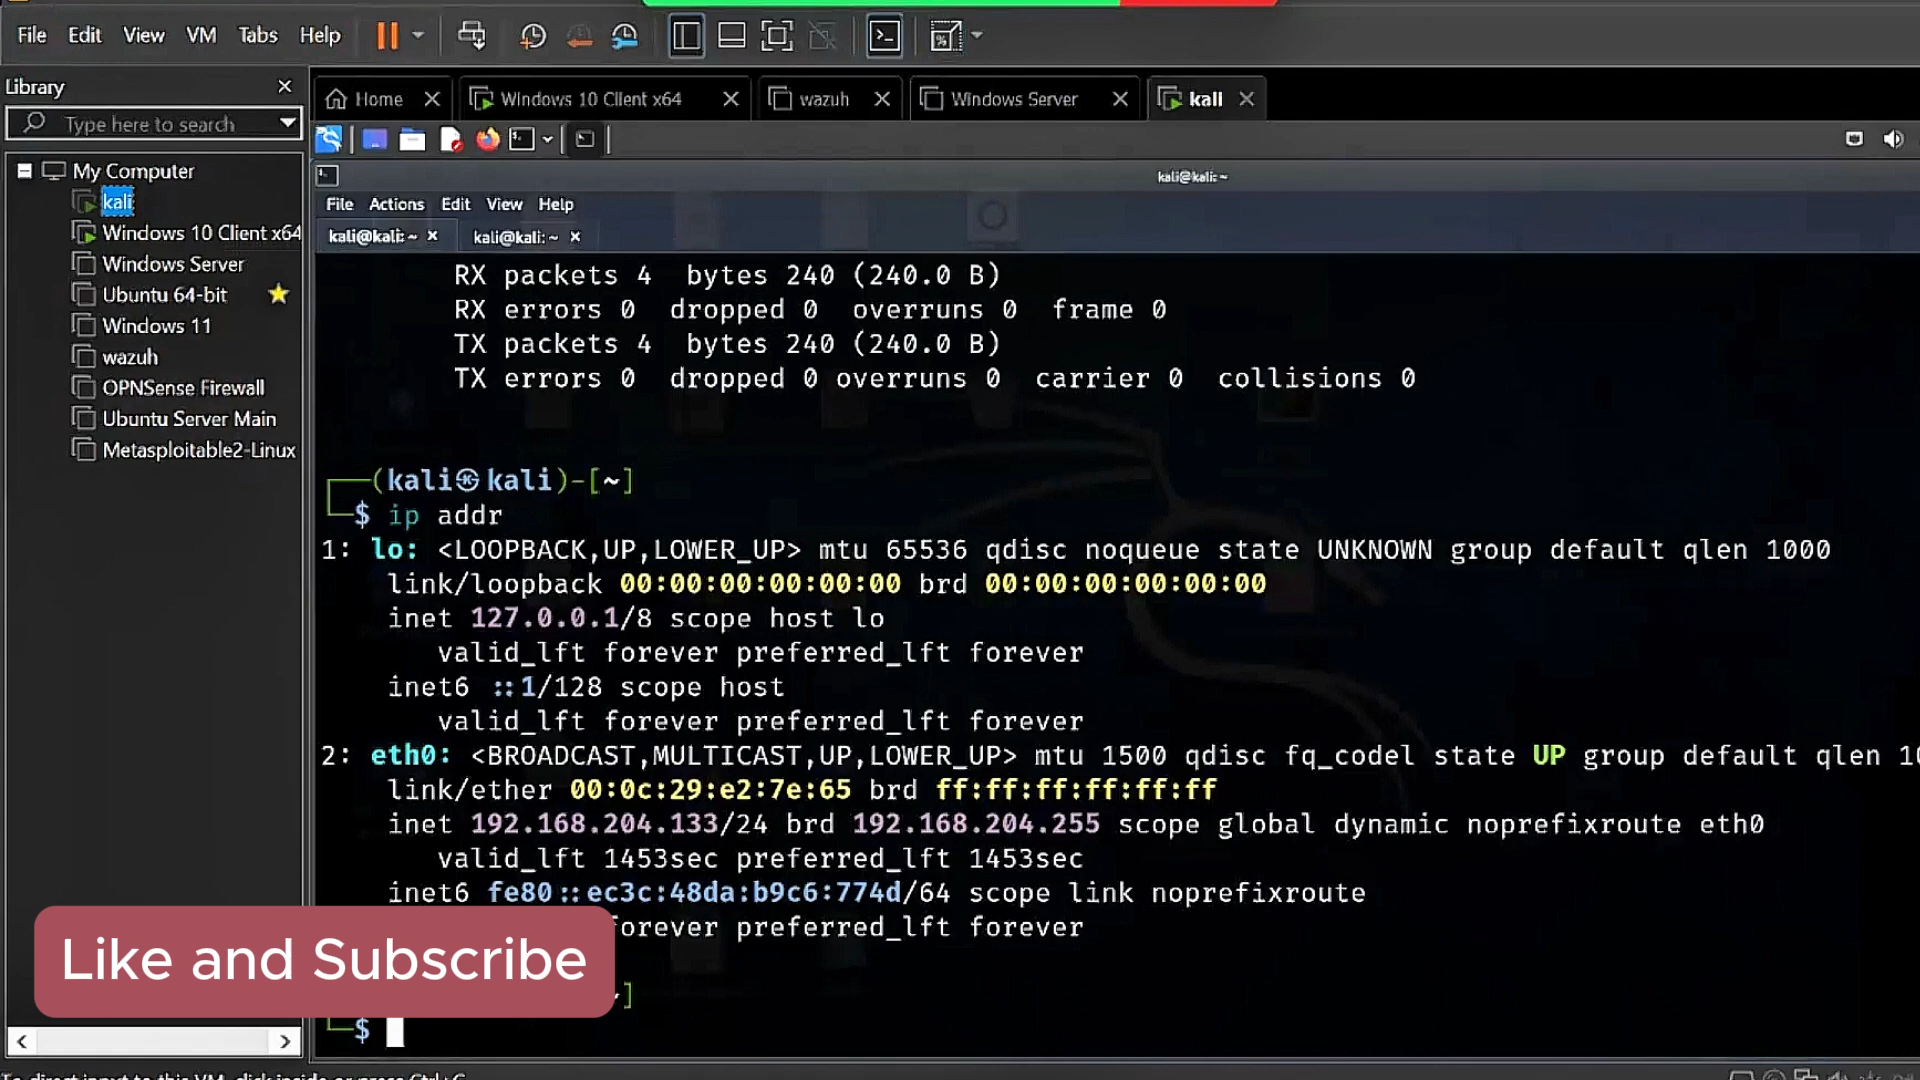 File Edit View VM Tabs Help
Library
Type here to search
My Computer
kali
Windows 10 Client x64
Windows Server
Ubuntu 64-bit
Windows 11
wazuh
OPNSense Firewall
Ubuntu Server Main
Metasploitable2-Linux
Home
Windows 10 Client x64
wazuh
Windows Server
kali
kali@kali: ~
File Actions Edit View Help
kali@kali: ~
kali@kali: ~
RX packets 4 bytes 240 (240.0 B)
RX errors 0 dropped 0 overruns 0 frame 0
TX packets 4 bytes 240 (240.0 B)
TX errors 0 dropped 0 overruns 0 carrier 0 collisions 0
(kali㉿kali)-[~]
$ ip addr
1: lo: <LOOPBACK,UP,LOWER_UP> mtu 65536 qdisc noqueue state UNKNOWN group default qlen 1000
link/loopback 00:00:00:00:00:00 brd 00:00:00:00:00:00
inet 127.0.0.1/8 scope host lo
valid_lft forever preferred_lft forever
inet6 ::1/128 scope host
valid_lft forever preferred_lft forever
2: eth0: <BROADCAST,MULTICAST,UP,LOWER_UP> mtu 1500 qdisc fq_codel state UP group default qlen
link/ether 00:0c:29:e2:7e:65 brd ff:ff:ff:ff:ff:ff
inet 192.168.204.133/24 brd 192.168.204.255 scope global dynamic noprefixroute eth0
valid_lft 1453sec preferred_lft 1453sec
inet6 fe80::ec3c:48da:b9c6:774d/64 scope link noprefixroute
forever preferred_lft forever
Like and Subscribe
]
$